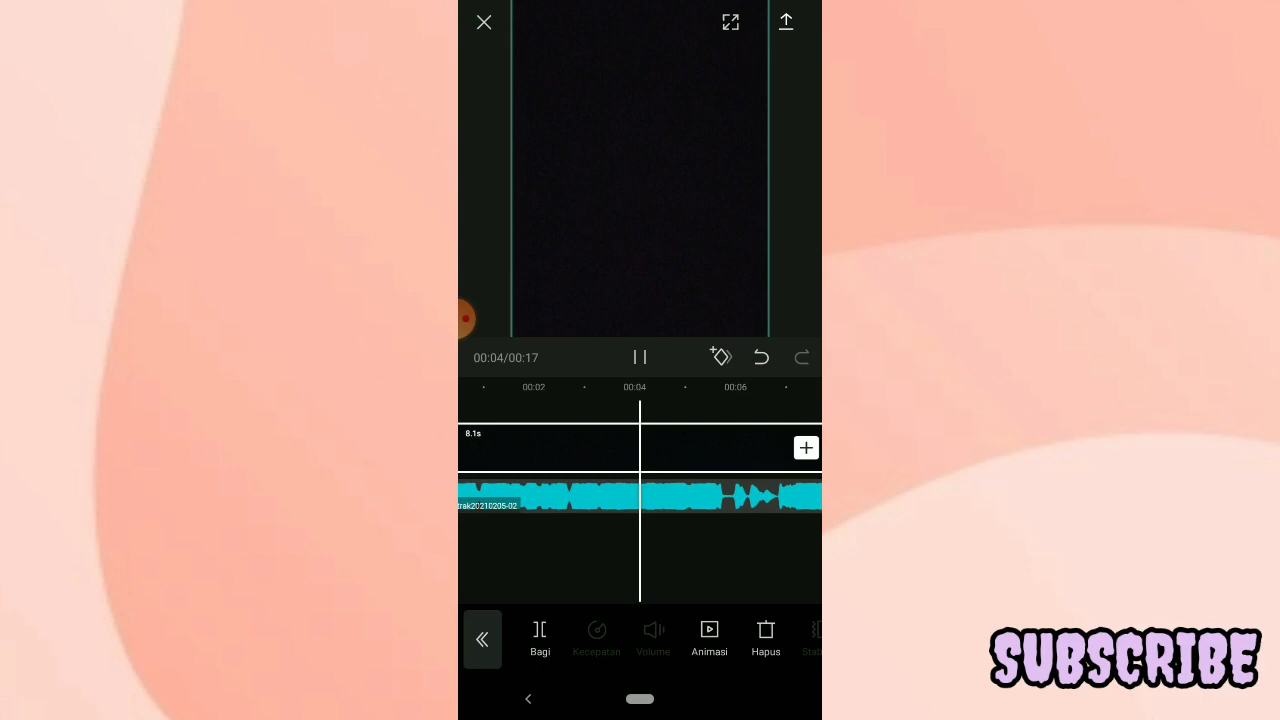 00:04/00:17
00:02
00:04
00:06
8.1s
trak20210205-02
Bagi
Kecepatan
Volume
Animasi
Hapus
Stab
SUBSCRIBE